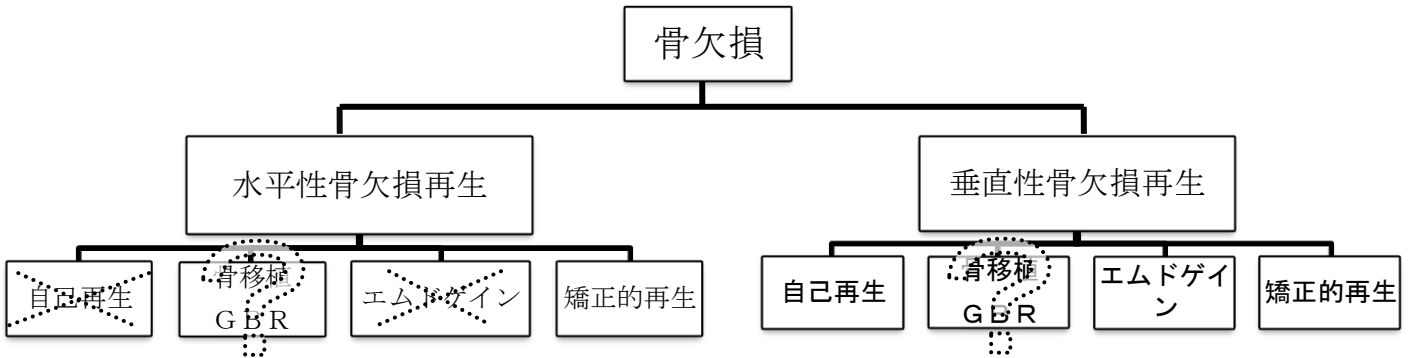 骨欠損
水平性骨欠損再生
垂直性骨欠損再生
自己再生
骨移植
GBR
エムドゲイン
矯正的再生
自己再生
骨移植
GBR
エムドゲイ
ン
矯正的再生